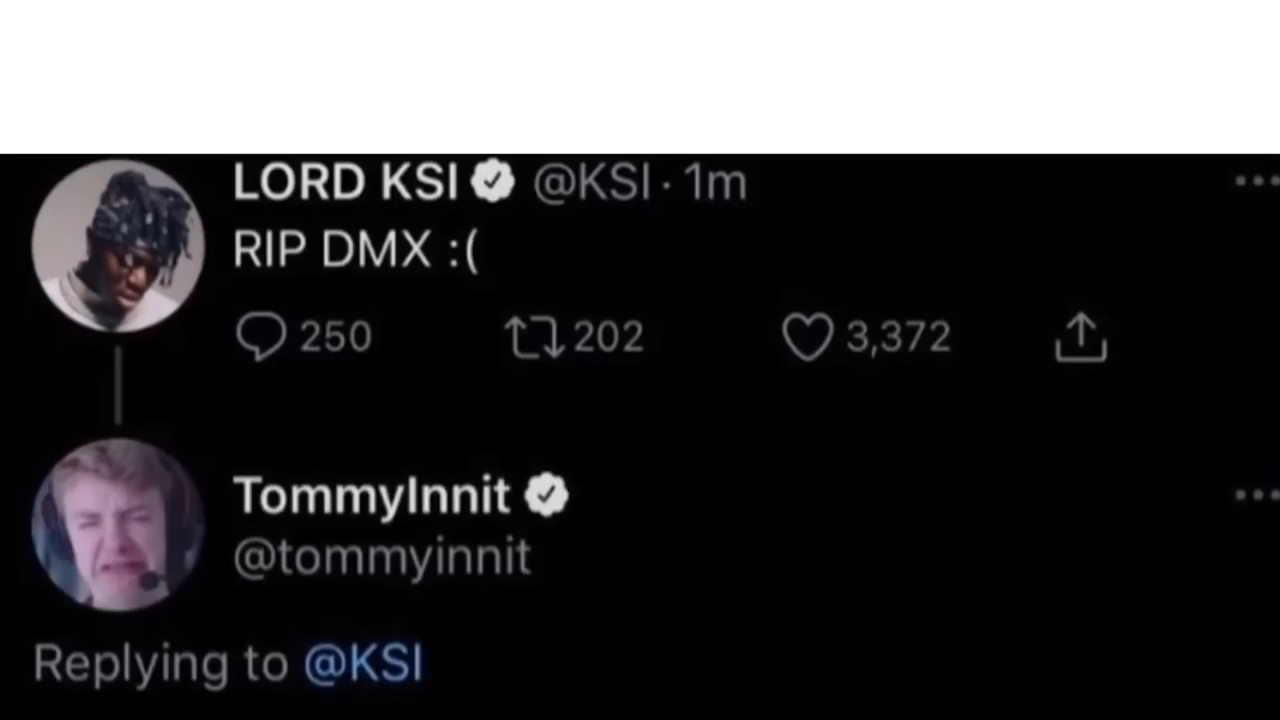 LORD KSI @KSI · 1m
RIP DMX :(
250 202 3,372
TommyInnit
@tommyinnit
Replying to @KSI